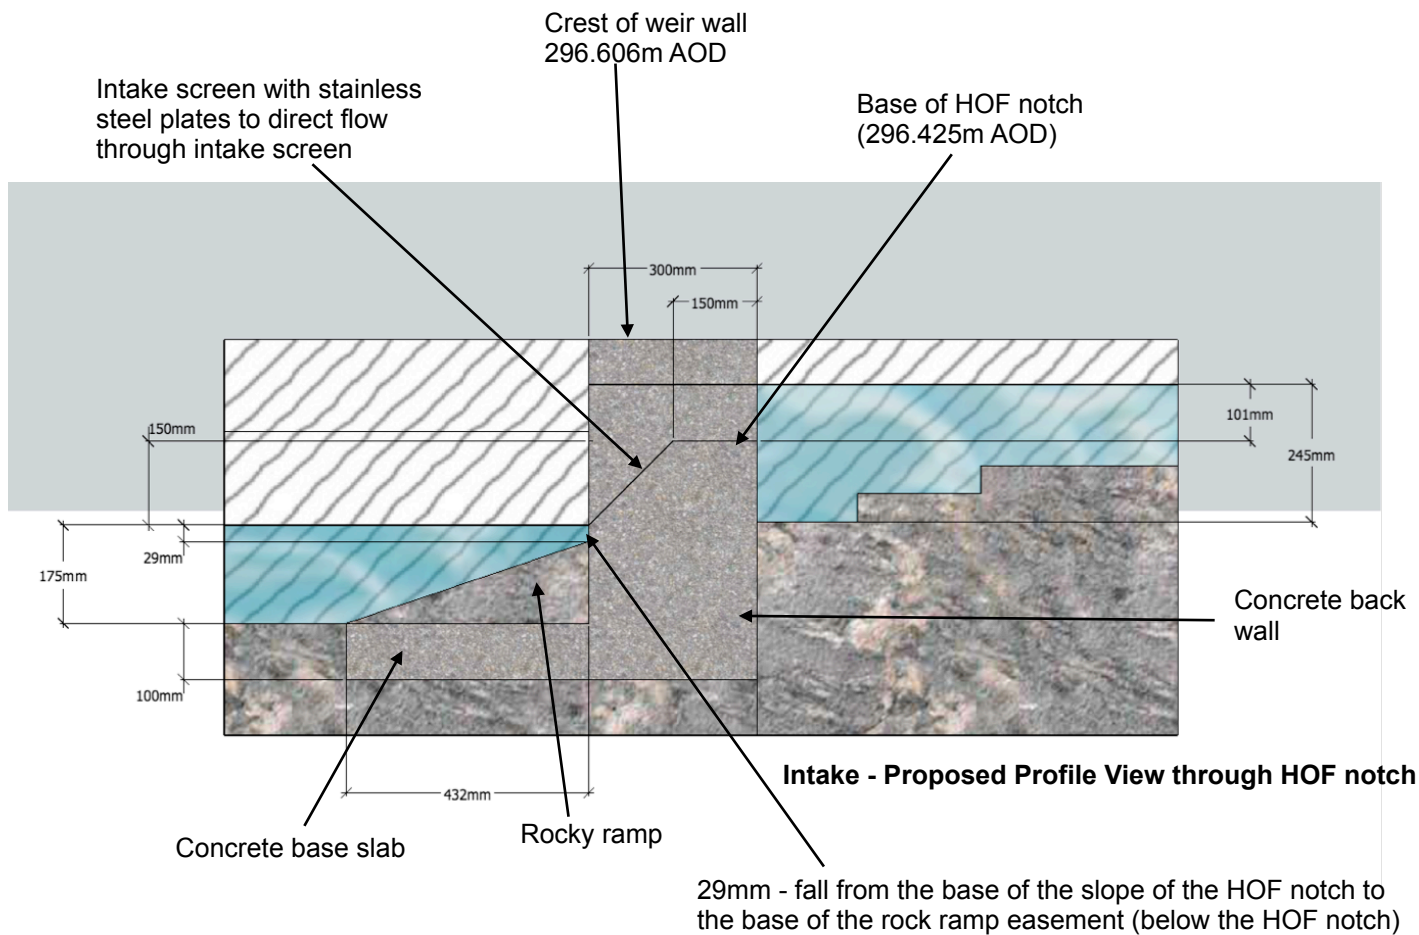 Crest of weir wall
296.606m AOD
Intake screen with stainless
steel plates to direct flow
through intake screen
Base of HOF notch
(296.425m AOD)
300mm
150mm
101mm
150mm
245mm
29mm
175mm
Concrete back
wall
100mm
Intake - Proposed Profile View through HOF notch
432mm
Rocky ramp
Concrete base slab
29mm - fall from the base of the slope of the HOF notch to
the base of the rock ramp easement (below the HOF notch)